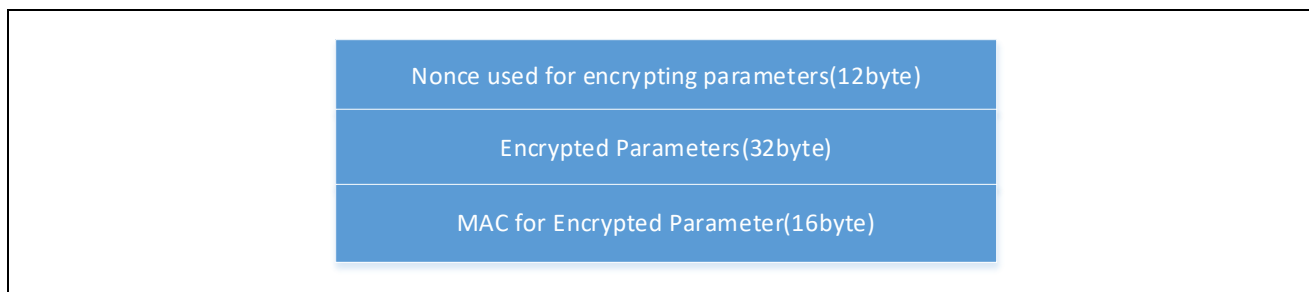 Nonce used for encrypting parameters(12byte)
Encrypted Parameters(32byte)
MAC for Encrypted Parameter(16byte)